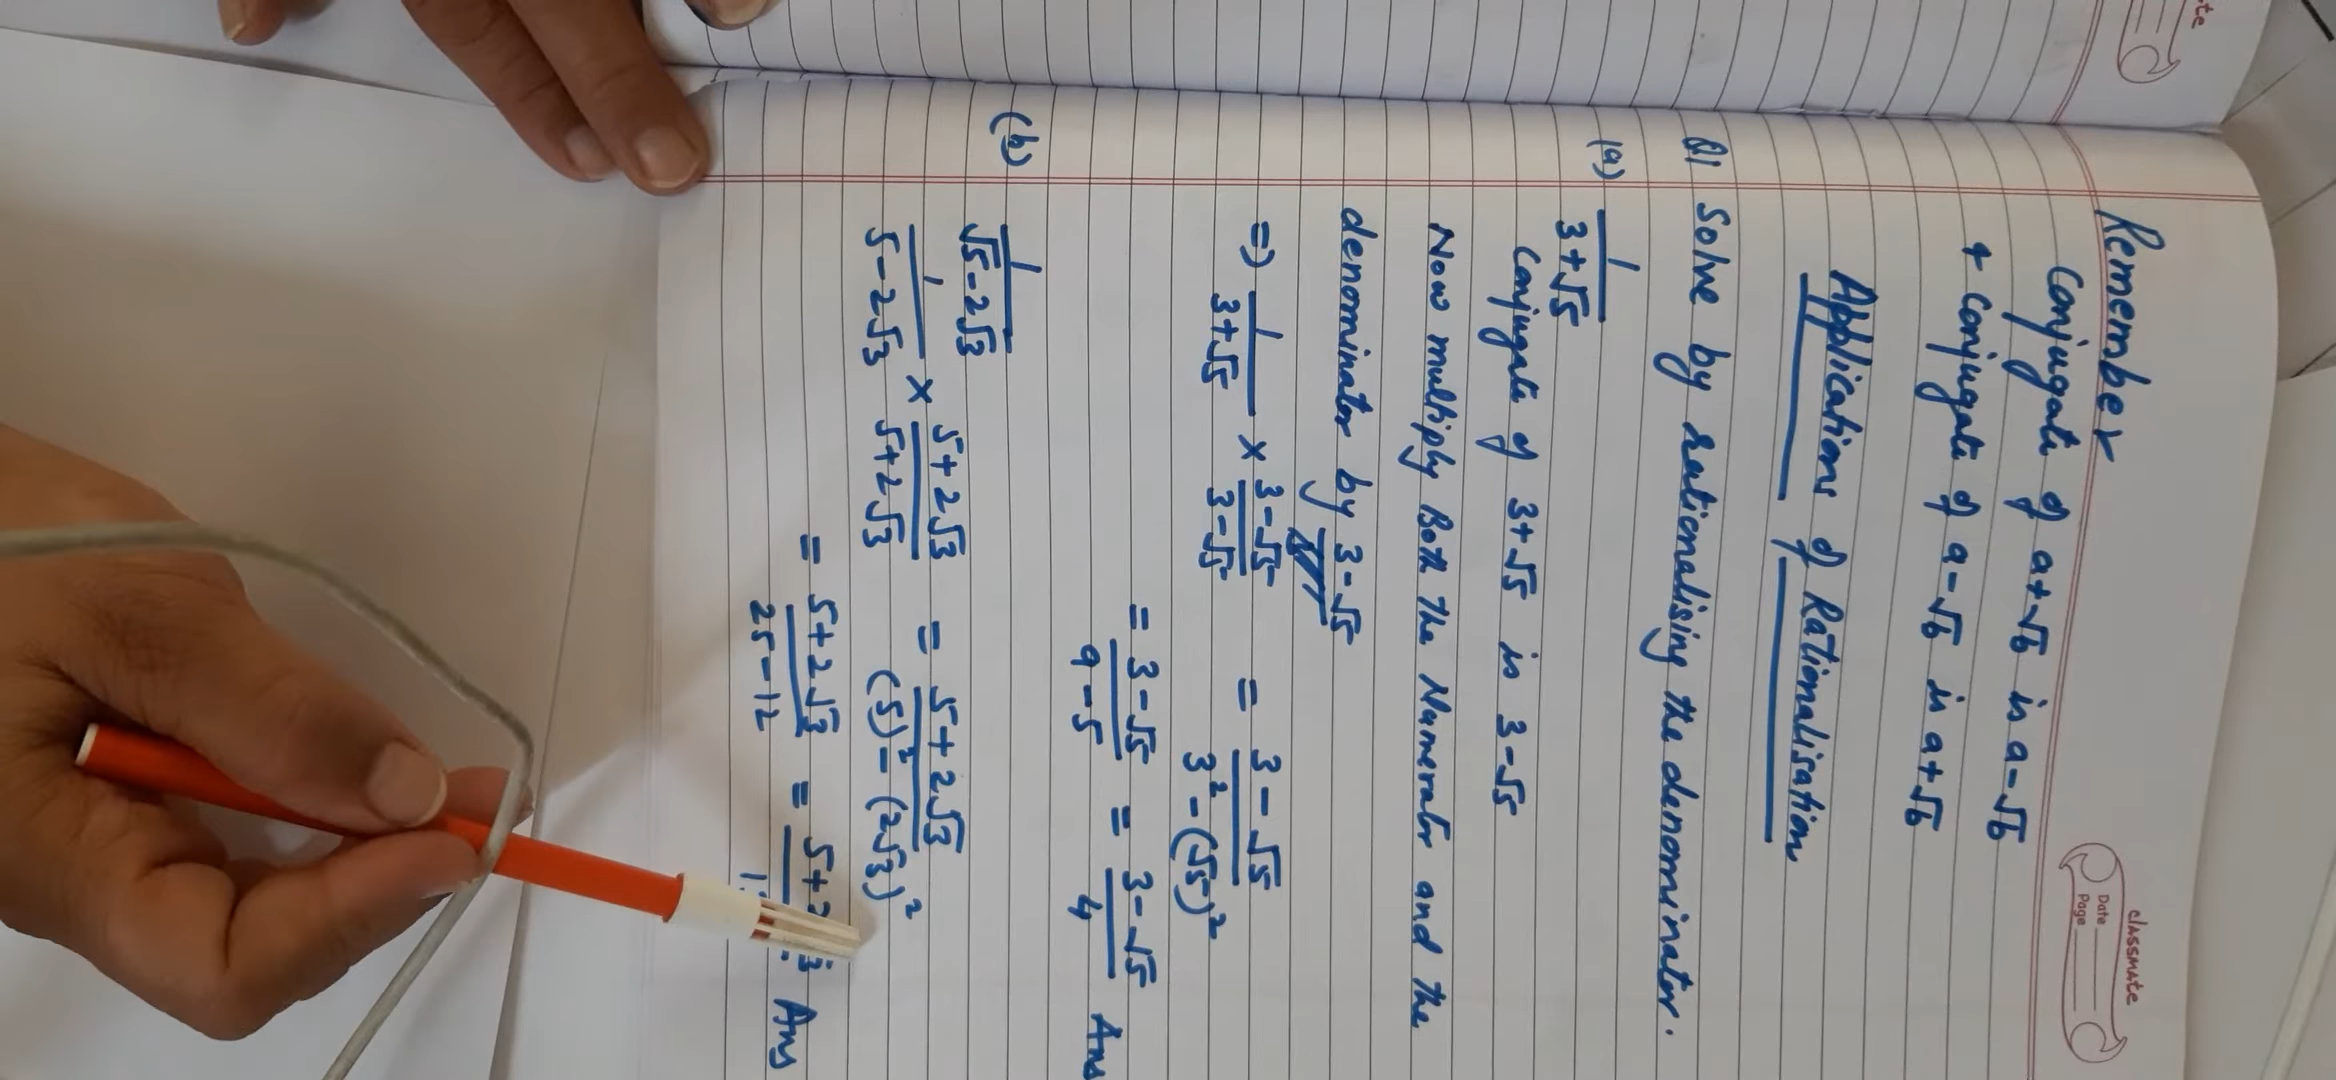 classmate
Date
Page
Remember
Conjugate of a+√b is a-√b
+ Conjugate of a-√b is a+√b
Applications of Rationalisation
Q1 Solve by rationalising the denominator.
(a) 1/3+√5
Conjugate of 3+√5 is 3-√5
Now multiply Both the Numerator and the
denominator by 3-√5
=) 1/3+√5 × 3-√5/3-√5 = 3-√5/3²-(√5)²
= 3-√5/9-5 = 3-√5/4 Ans
(b) 1/√5-2√3
1/5-2√3 × 5+2√3/5+2√3 = 5+2√3/(5)²-(2√3)²
= 5+2√3/25-12 = 5+ Ans